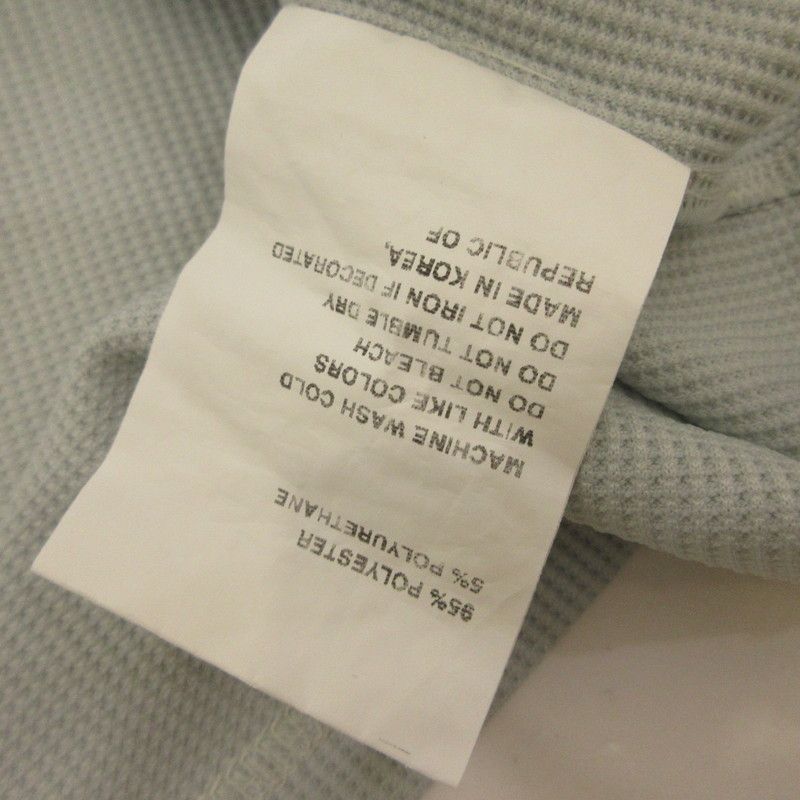 95% POLYESTER
5% POLYURETHANE
MACHINE WASH COLD
WITH LIKE COLORS
DO NOT BLEACH
DO NOT TUMBLE DRY
DO NOT IRON IF DECORATED
MADE IN KOREA,
REPUBLIC OF